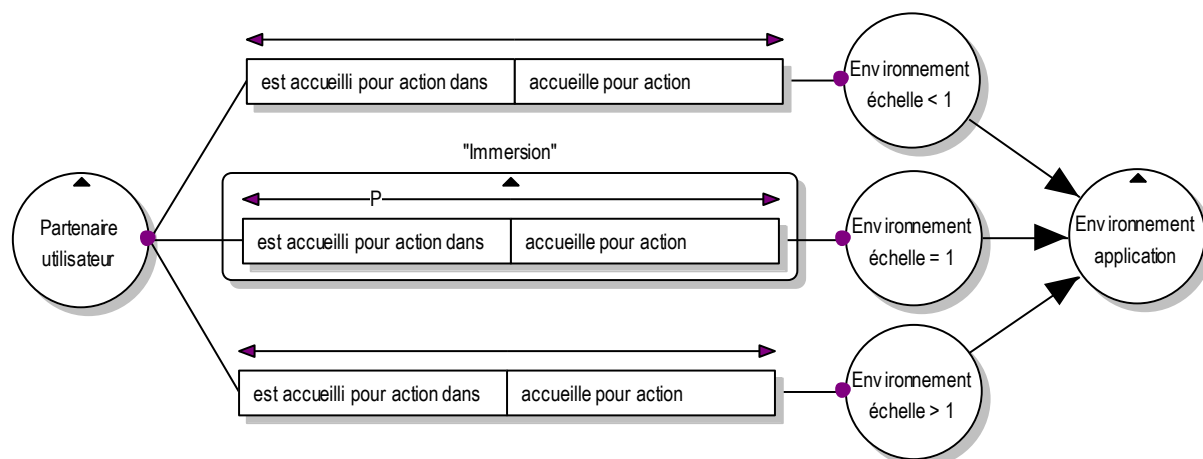 est accueilli pour action dans
accueille pour action
Environnement
échelle < 1
"Immersion"
P
Partenaire
utilisateur
est accueilli pour action dans
accueille pour action
Environnement
échelle = 1
Environnement
application
est accueilli pour action dans
accueille pour action
Environnement
échelle > 1